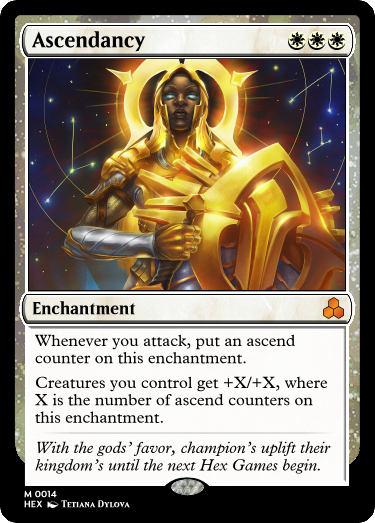 Ascendancy
Enchantment
Whenever you attack, put an ascend
counter on this enchantment.
Creatures you control get +X/+X, where
X is the number of ascend counters on
this enchantment.
With the gods' favor, champion's uplift their
kingdom's until the next Hex Games begin.
M 0014
HEX Tetiana Dylova